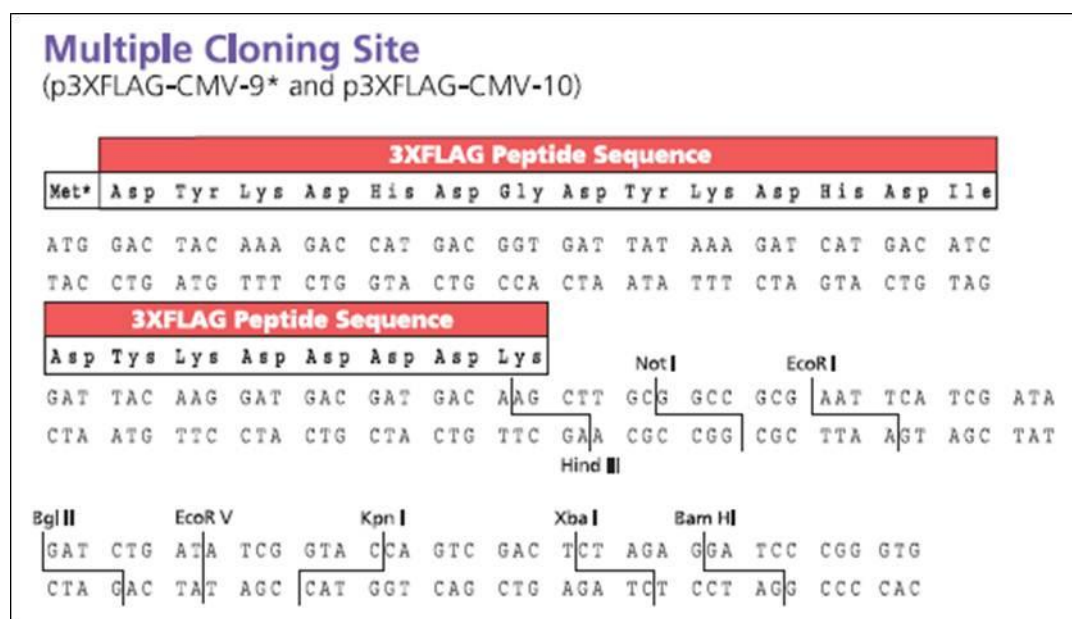 Multiple Cloning Site
(p3XFLAG-CMV-9* and p3XFLAG-CMV-10)
3XFLAG Peptide Sequence
Met* Asp Tyr Lys Asp His Asp Gly Asp Tyr Lys Asp His Asp Ile
ATG GAC TAC AAA GAC CAT GAC GGT GAT TAT AAA GAT CAT GAC ATC
TAC CTG ATG TTT CTG GTA CTG CCA CTA ATA TTT CTA GTA CTG TAG
3XFLAG Peptide Sequence
Asp Tys Lys Asp Asp Asp Asp Lys
Not I EcoR I
GAT TAC AAG GAT GAC GAT GAC AAG CTT GCG GCC GCG AAT TCA TCG ATA
CTA ATG TTC CTA CTG CTA CTG TTC GAA CGC CGG CGC TTA AGT AGC TAT
Hind III
Bgl II EcoR V Kpn I Xba I Bam HI
GAT CTG ATA TCG GTA CCA GTC GAC TCT AGA GGA TCC CGG GTG
CTA GAC TAT AGC CAT GGT CAG CTG AGA TCT CCT AGG GCC CAC